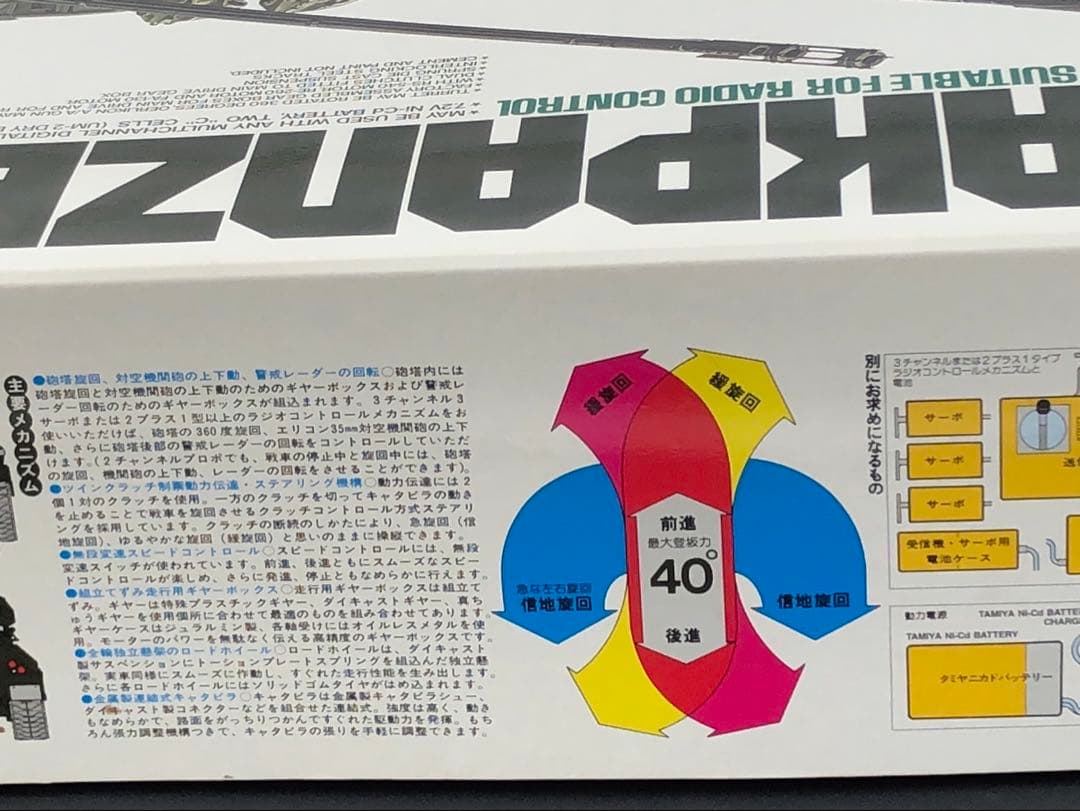 SUITABLE FOR RADIO CONTROL
AKPANZE
* MAY BE USED WITH ANY MULTICHANNEL DIGITAL
* 7.2V NI-CD BATTERY, TWO "C" CELLS (UM-2 DRY
主要メカニズム
●砲塔旋回、対空機関砲の上下動、警戒レーダーの回転○砲塔内には
砲塔旋回と対空機関砲の上下動のためのギヤーボックスおよび警戒レ
ーダー回転のためのギヤーボックスが組込まれます。3チャンネル3
サーボまたは2プラス1型以上のラジオコントロールメカニズムをお
使いいただけば、砲塔の360度旋回、エリコン35mm対空機関砲の上下
動、さらに砲塔後部の警戒レーダーの回転をコントロールしていただ
けます。(2チャンネルプロポでも、戦車の停止中と旋回中には、砲塔
の旋回、機関砲の上下動、レーダーの回転をさせることができます)。
●ツインクラッチ制禦動力伝達・ステアリング機構○動力伝達には2
個1対のクラッチを使用。一方のクラッチを切ってキャタピラの動き
を止めることで戦車を旋回させるクラッチコントロール方式ステアリ
ングを採用しています。クラッチの断続のしかたにより、急旋回(信
地旋回)、ゆるやかな旋回(緩旋回)と思いのままに操縦できます。
●無段変速スピードコントロール○スピードコントロールには、無段
変速スイッチが使われています。前進、後進ともにスムーズなスピー
ドコントロールが楽しめ、さらに発進、停止もなめらかに行えます。
●組立てずみ走行用ギヤーボックス○走行用ギヤーボックスは組立て
ずみ。ギヤーは特殊プラスチックギヤー、ダイキャストギヤー、真ち
ゅうギヤーを使用個所に合わせて最適のものを組み合わせてあります。
ギヤーケースはジュラルミン製、各軸受けにはオイルレスメタルを使
用。モーターのパワーを無駄なく伝える高精度のギヤーボックスです。
●全輪独立懸架のロードホイール○ロードホイールは、ダイキャスト
製サスペンションにトーションプレートスプリングを組込んだ独立懸
架。実車同様にスムーズに作動し、すぐれた走行性能を生み出します。
さらに各ロードホイールにはソリッドゴムタイヤがはめ込まれます。
●金属製連結式キャタピラ○キャタピラは金属製キャタピラシュー、
ダイキャスト製コネクターなどを組合せた連結式。強度は高く、動き
もなめらかで、路面をがっちりつかんですぐれた駆動力を発揮。もち
ろん張力調整機構つきで、キャタピラの張りを手軽に調整できます。
緩旋回
緩旋回
前進
最大登坂力
40°
後進
急な左右旋回
信地旋回
信地旋回
別にお求めになるもの
3チャンネルまたは2プラス1タイプ
ラジオコントロールメカニズムと
電池
サーボ
サーボ
サーボ
受信機・サーボ用
電池ケース
動力電源
TAMIYA Ni-Cd
TAMIYA Ni-Cd BATTERY
タミヤニカドバッテリー